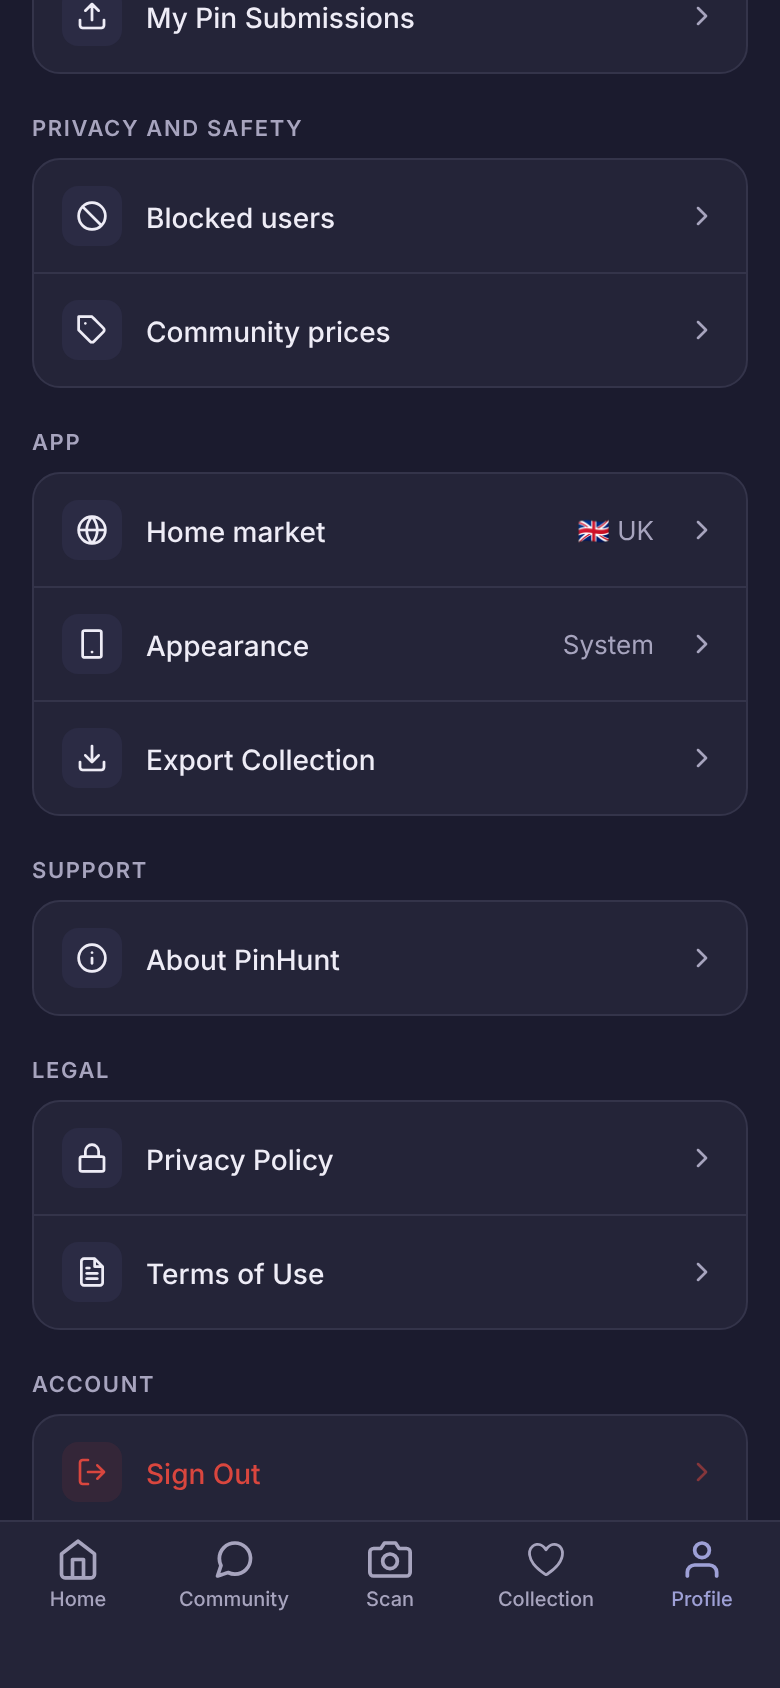 My Pin Submissions
PRIVACY AND SAFETY
Blocked users
Community prices
APP
Home market 🇬🇧 UK
Appearance System
Export Collection
SUPPORT
About PinHunt
LEGAL
Privacy Policy
Terms of Use
ACCOUNT
Sign Out
Home Community Scan Collection Profile